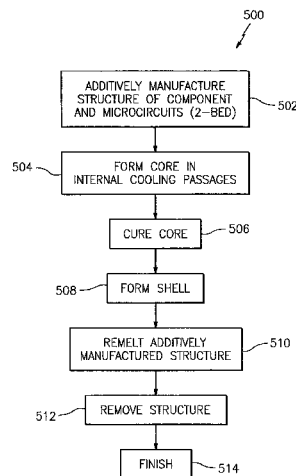 500
ADDITIVELY MANUFACTURE
STRUCTURE OF COMPONENT
AND MICROCIRCUITS (2-BED)
502
504
FORM CORE IN
INTERNAL COOLING PASSAGES
CURE CORE
506
508
FORM SHELL
REMELT ADDITIVELY
MANUFACTURED STRUCTURE
510
512
REMOVE STRUCTURE
FINISH
514